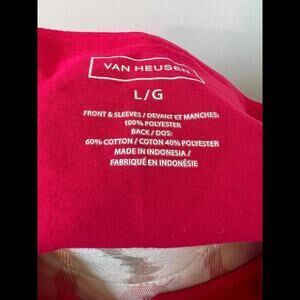 VAN HEUSEN
L/G
FRONT & SLEEVES / DEVANT ET MANCHES:
100% POLYESTER
BACK / DOS:
60% COTTON / COTON 40% POLYESTER
MADE IN INDONESIA /
FABRIQUÉ EN INDONÉSIE